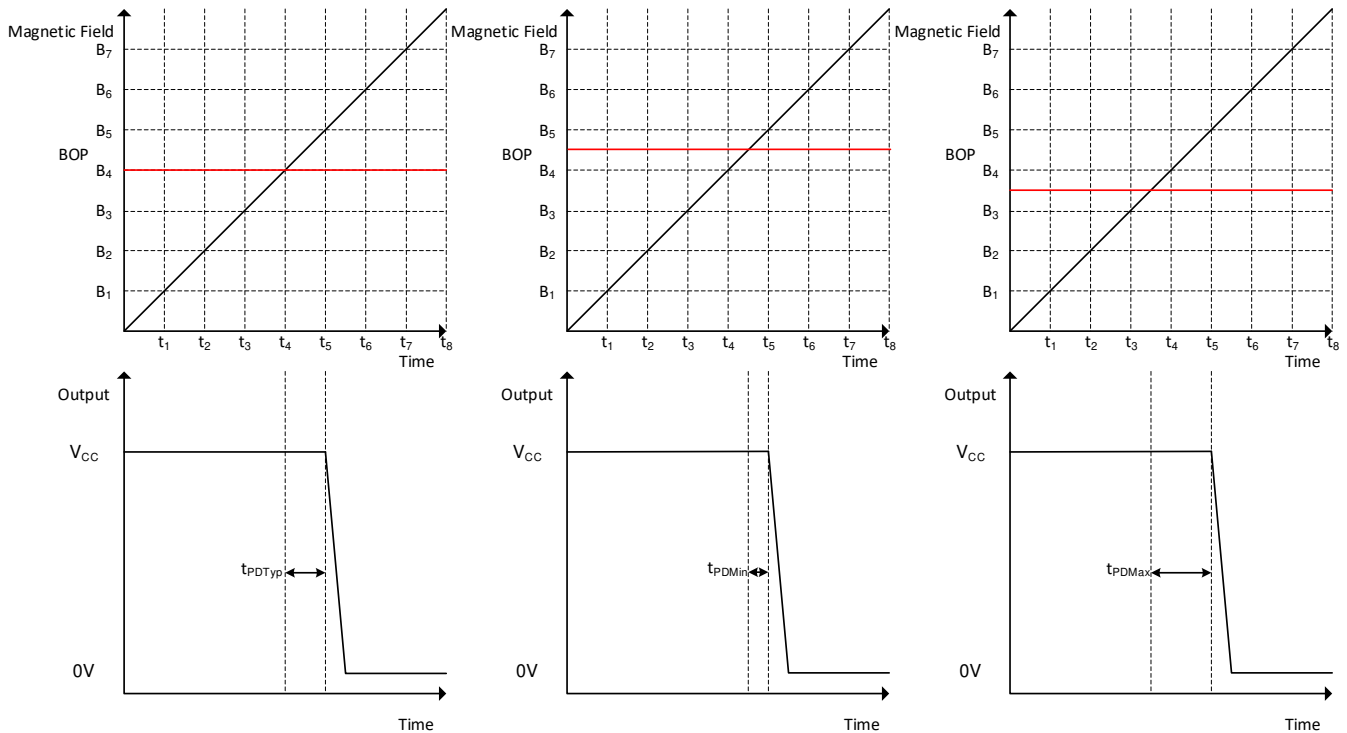 Magnetic Field
B7
B6
B5
BOP
B4
B3
B2
B1
t1 t2 t3 t4 t5 t6 t7 t8
Time
Magnetic Field
B7
B6
B5
BOP
B4
B3
B2
B1
t1 t2 t3 t4 t5 t6 t7 t8
Time
Magnetic Field
B7
B6
B5
BOP
B4
B3
B2
B1
t1 t2 t3 t4 t5 t6 t7 t8
Time
Output
VCC
tPDTyp
0V
Time
Output
VCC
tPDMin
0V
Time
Output
VCC
tPDMax
0V
Time